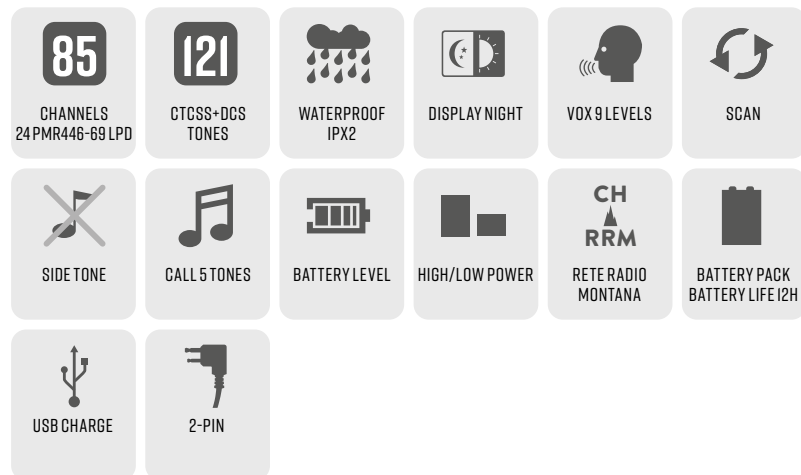 85
CHANNELS
24 PMR446-69 LPD
121
CTCSS+DCS
TONES
WATERPROOF
IPX2
DISPLAY NIGHT
VOX 9 LEVELS
SCAN
SIDE TONE
CALL 5 TONES
BATTERY LEVEL
HIGH/LOW POWER
CH
RRM
RETE RADIO
MONTANA
BATTERY PACK
BATTERY LIFE 12H
USB CHARGE
2-PIN